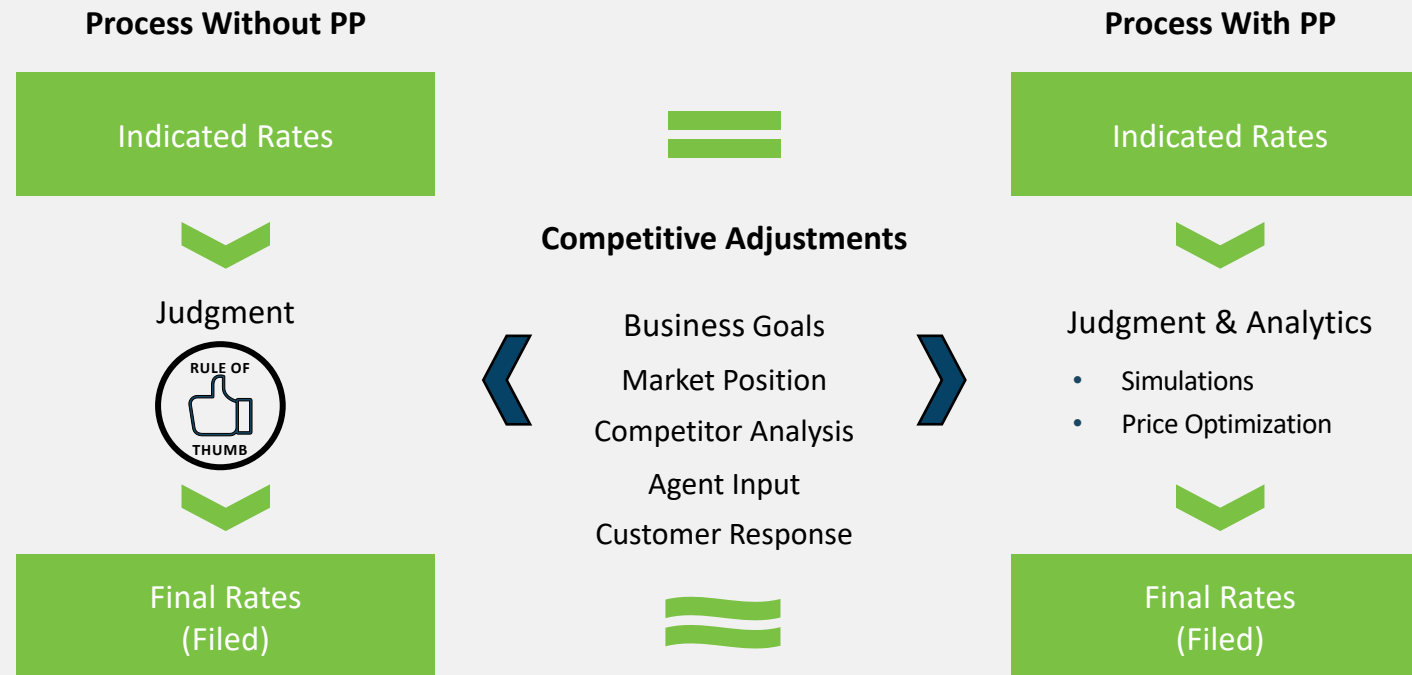 Process Without PP
Process With PP
Indicated Rates
Indicated Rates
Competitive Adjustments
Judgment
RULE OF
THUMB
Business Goals
Market Position
Competitor Analysis
Agent Input
Customer Response
Judgment & Analytics
• Simulations
• Price Optimization
Final Rates
(Filed)
Final Rates
(Filed)